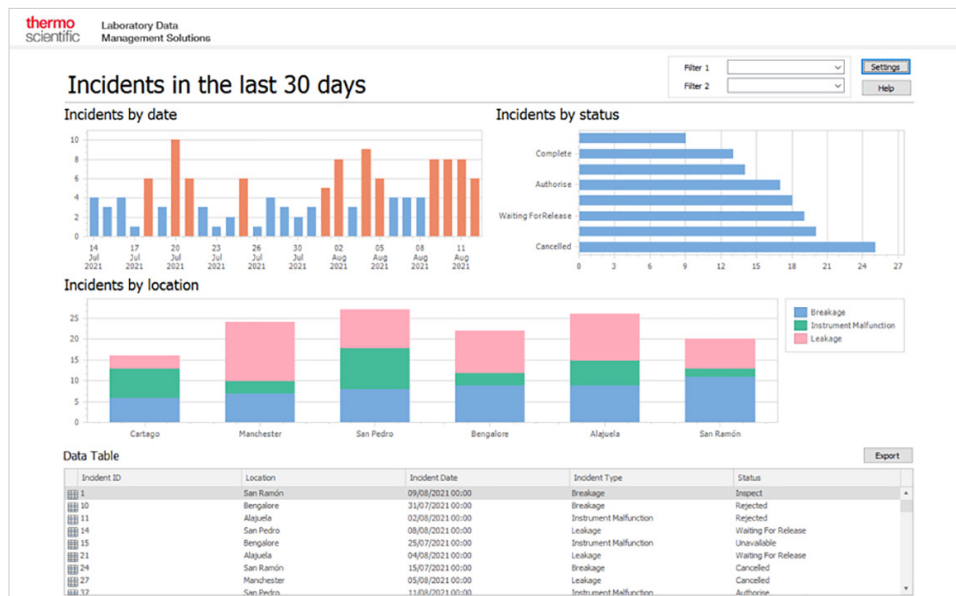 thermo
scientific
Laboratory Data
Management Solutions
Incidents in the last 30 days
Filter 1
Filter 2
Settings
Help
Incidents by date
10
8
6
4
2
0
14 Jul 2021
17 Jul 2021
20 Jul 2021
23 Jul 2021
26 Jul 2021
30 Jul 2021
02 Aug 2021
05 Aug 2021
08 Aug 2021
11 Aug 2021
Incidents by status
Complete
Authorise
Waiting ForRelease
Cancelled
0 3 6 9 12 15 18 21 24 27
Incidents by location
25
20
15
10
5
0
Cartago Manchester San Pedro Bengalore Alajuela San Ramón
Breakage
Instrument Malfunction
Leakage
Data Table
Export
Incident ID Location Incident Date Incident Type Status
1 San Ramón 09/08/2021 00:00 Breakage Inspect
10 Bengalore 31/07/2021 00:00 Breakage Rejected
11 Alajuela 02/08/2021 00:00 Instrument Malfunction Rejected
14 San Pedro 08/08/2021 00:00 Leakage Waiting For Release
15 Bengalore 25/07/2021 00:00 Instrument Malfunction Unavailable
21 Alajuela 04/08/2021 00:00 Leakage Waiting For Release
24 San Ramón 15/07/2021 00:00 Breakage Cancelled
27 Manchester 05/08/2021 00:00 Leakage Cancelled
37 San Pedro 11/08/2021 00:00 Instrument Malfunction Authorise